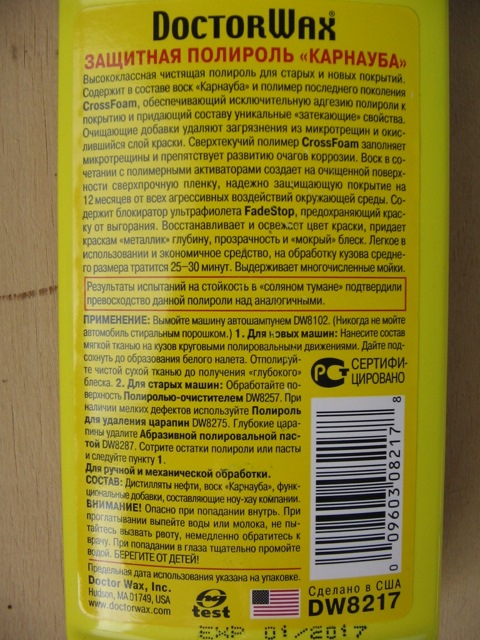 DOCTORWAX®
ЗАЩИТНАЯ ПОЛИРОЛЬ «КАРНАУБА»
Высококлассная чистящая полироль для старых и новых покрытий.
Содержит в составе воск «Карнауба» и полимер последнего поколения
CrossFoam, обеспечивающий исключительную адгезию полироли к
покрытию и придающий составу уникальные «затекающие» свойства.
Очищающие добавки удаляют загрязнения из микротрещин и окис-
лившийся слой краски. Сверхтекучий полимер CrossFoam заполняет
микротрещины и препятствует развитию очагов коррозии. Воск в со-
четании с полимерными активаторами создает на очищенной поверх-
ности сверхпрочную пленку, надежно защищающую покрытие на
12 месяцев от всех агрессивных воздействий окружающей среды. Со-
держит блокиратор ультрафиолета FadeStop, предохраняющий крас-
ку от выгорания. Восстанавливает и освежает цвет краски, придает
краскам «металлик» глубину, прозрачность и «мокрый» блеск. Легкое в
использовании и экономичное средство, на обработку кузова средне-
го размера тратится 25–30 минут. Выдерживает многочисленные мойки.
Результаты испытаний на стойкость в «соляном тумане» подтвердили
превосходство данной полироли над аналогичными.
ПРИМЕНЕНИЕ: Вымойте машину автошампунем DW8102. (Никогда не мойте
автомобиль стиральным порошком.) 1. Для новых машин: Нанесите состав
мягкой тканью на кузов круговыми полировальными движениями. Дайте под-
сохнуть до образования белого налета. Отполируй-
те чистой сухой тканью до получения «глубокого»
блеска. 2. Для старых машин: Обработайте по-
верхность Полиролью-очистителем DW8257. При
наличии мелких дефектов используйте Полироль
для удаления царапин DW8275. Глубокие цара-
пины удалите Абразивной полировальной пас-
той DW8287. Сотрите остатки полироли или пасты
и следуйте пункту 1.
Для ручной и механической обработки.
СОСТАВ: Дистилляты нефти, воск «Карнауба», функ-
циональные добавки, составляющие ноу-хау компании.
ВНИМАНИЕ! Опасно при попадании внутрь. При
проглатывании выпейте воды или молока, не пы-
тайтесь вызвать рвоту, немедленно обратитесь к
врачу. При попадании в глаза тщательно промойте
водой. БЕРЕГИТЕ ОТ ДЕТЕЙ!
Предельная дата использования указана на упаковке.
Doctor Wax, Inc.
Hudson, MA 01749, USA
www.doctorwax.com
test
РСТ СЕРТИФИ-
ЦИРОВАНО
0 09603 08217 8
Сделано в США
DW8217
EXP 01/2017